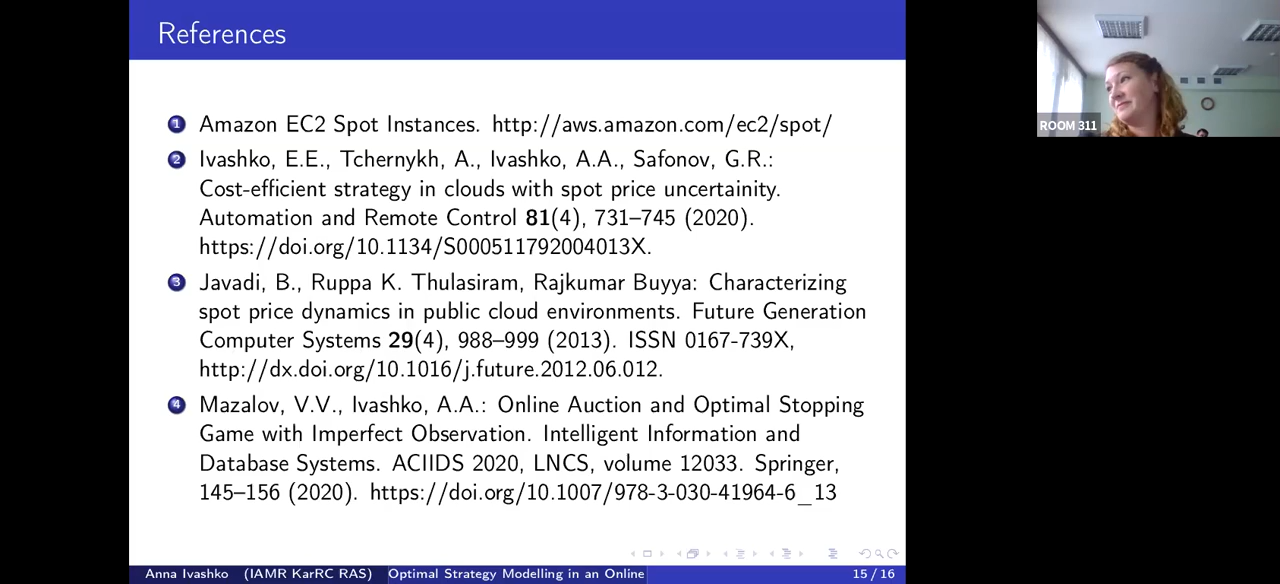 References
1 Amazon EC2 Spot Instances. http://aws.amazon.com/ec2/spot/
2 Ivashko, E.E., Tchernykh, A., Ivashko, A.A., Safonov, G.R.:
Cost-efficient strategy in clouds with spot price uncertainity.
Automation and Remote Control 81(4), 731–745 (2020).
https://doi.org/10.1134/S000511792004013X.
3 Javadi, B., Ruppa K. Thulasiram, Rajkumar Buyya: Characterizing
spot price dynamics in public cloud environments. Future Generation
Computer Systems 29(4), 988–999 (2013). ISSN 0167-739X,
http://dx.doi.org/10.1016/j.future.2012.06.012.
4 Mazalov, V.V., Ivashko, A.A.: Online Auction and Optimal Stopping
Game with Imperfect Observation. Intelligent Information and
Database Systems. ACIIDS 2020, LNCS, volume 12033. Springer,
145–156 (2020). https://doi.org/10.1007/978-3-030-41964-6_13
Anna Ivashko (IAMR KarRC RAS) Optimal Strategy Modelling in an Online 15 / 16
ROOM 311